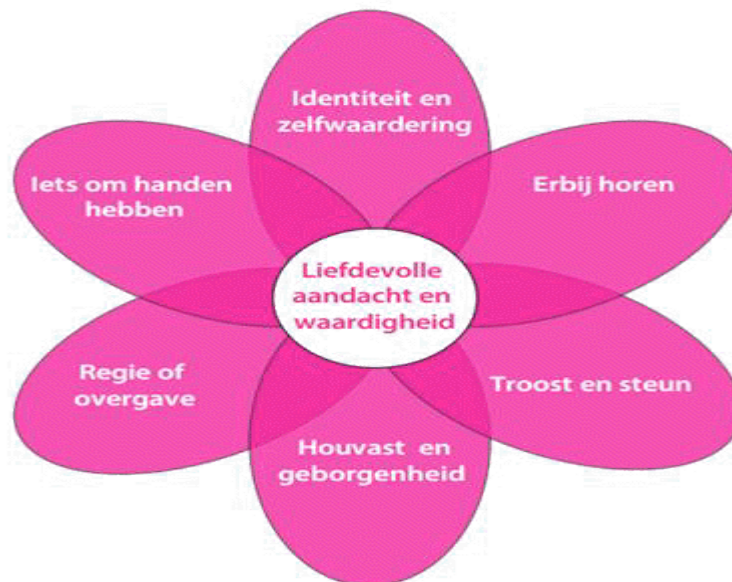 Identiteit en
zelfwaardering
Iets om handen
hebben
Erbij horen
Liefdevolle
aandacht en
waardigheid
Regie of
overgave
Troost en steun
Houvast en
geborgenheid